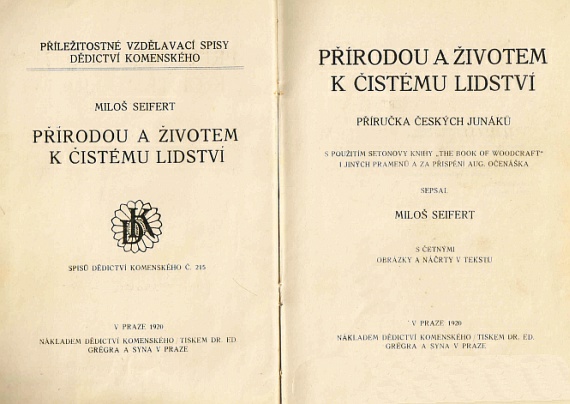 PŘÍLEŽITOSTNÉ VZDĚLAVACÍ SPISY
DĚDICTVÍ KOMENSKÉHO
MILOŠ SEIFERT
PŘÍRODOU A ŽIVOTEM
K ČISTÉMU LIDSTVÍ
DK
SPISŮ DĚDICTVÍ KOMENSKÉHO Č. 215
V PRAZE 1920
NÁKLADEM DĚDICTVÍ KOMENSKÉHO / TISKEM DR. ED
GRÉGRA A SYNA V PRAZE
PŘÍRODOU A ŽIVOTEM
K ČISTÉMU LIDSTVÍ
PŘÍRUČKA ČESKÝCH JUNÁKŮ
S POUŽITÍM SETONOVY KNIHY „THE BOOK OF WOODCRAFT“
I JINÝCH PRAMENŮ A ZA PŘISPĚNÍ AUG. OČENÁŠKA
SEPSAL
MILOŠ SEIFERT
S ČETNÝMI
OBRÁZKY A NÁČRTY V TEKSTU
V PRAZE 1920
NÁKLADEM DĚDICTVÍ KOMENSKÉHO / TISKEM DR. ED.
GRÉGRA A SYNA V PRAZE